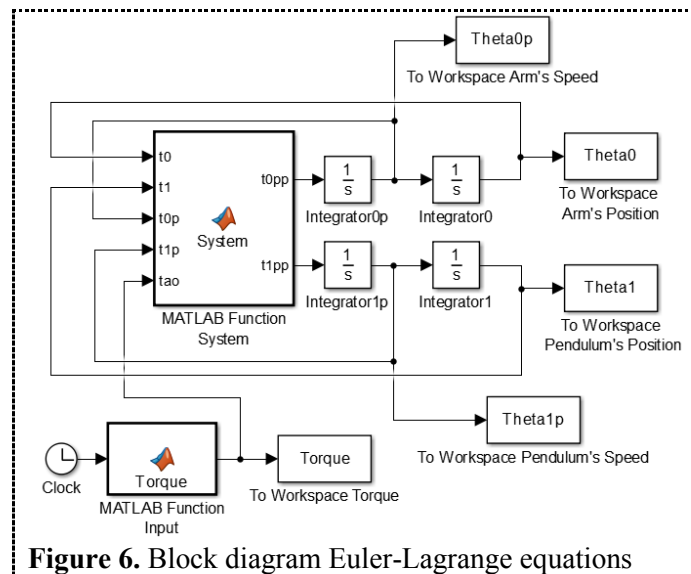 Theta0p
To Workspace Arm's Speed
t0
t1
t0p
t1p
tao
System
t0pp
t1pp
MATLAB Function
System
1
s
Integrator0p
1
s
Integrator0
Theta0
To Workspace
Arm's Position
1
s
Integrator1p
1
s
Integrator1
Theta1
To Workspace
Pendulum's Position
Theta1p
To Workspace Pendulum's Speed
Clock
Torque
MATLAB Function
Input
Torque
To Workspace Torque
Figure 6. Block diagram Euler-Lagrange equations